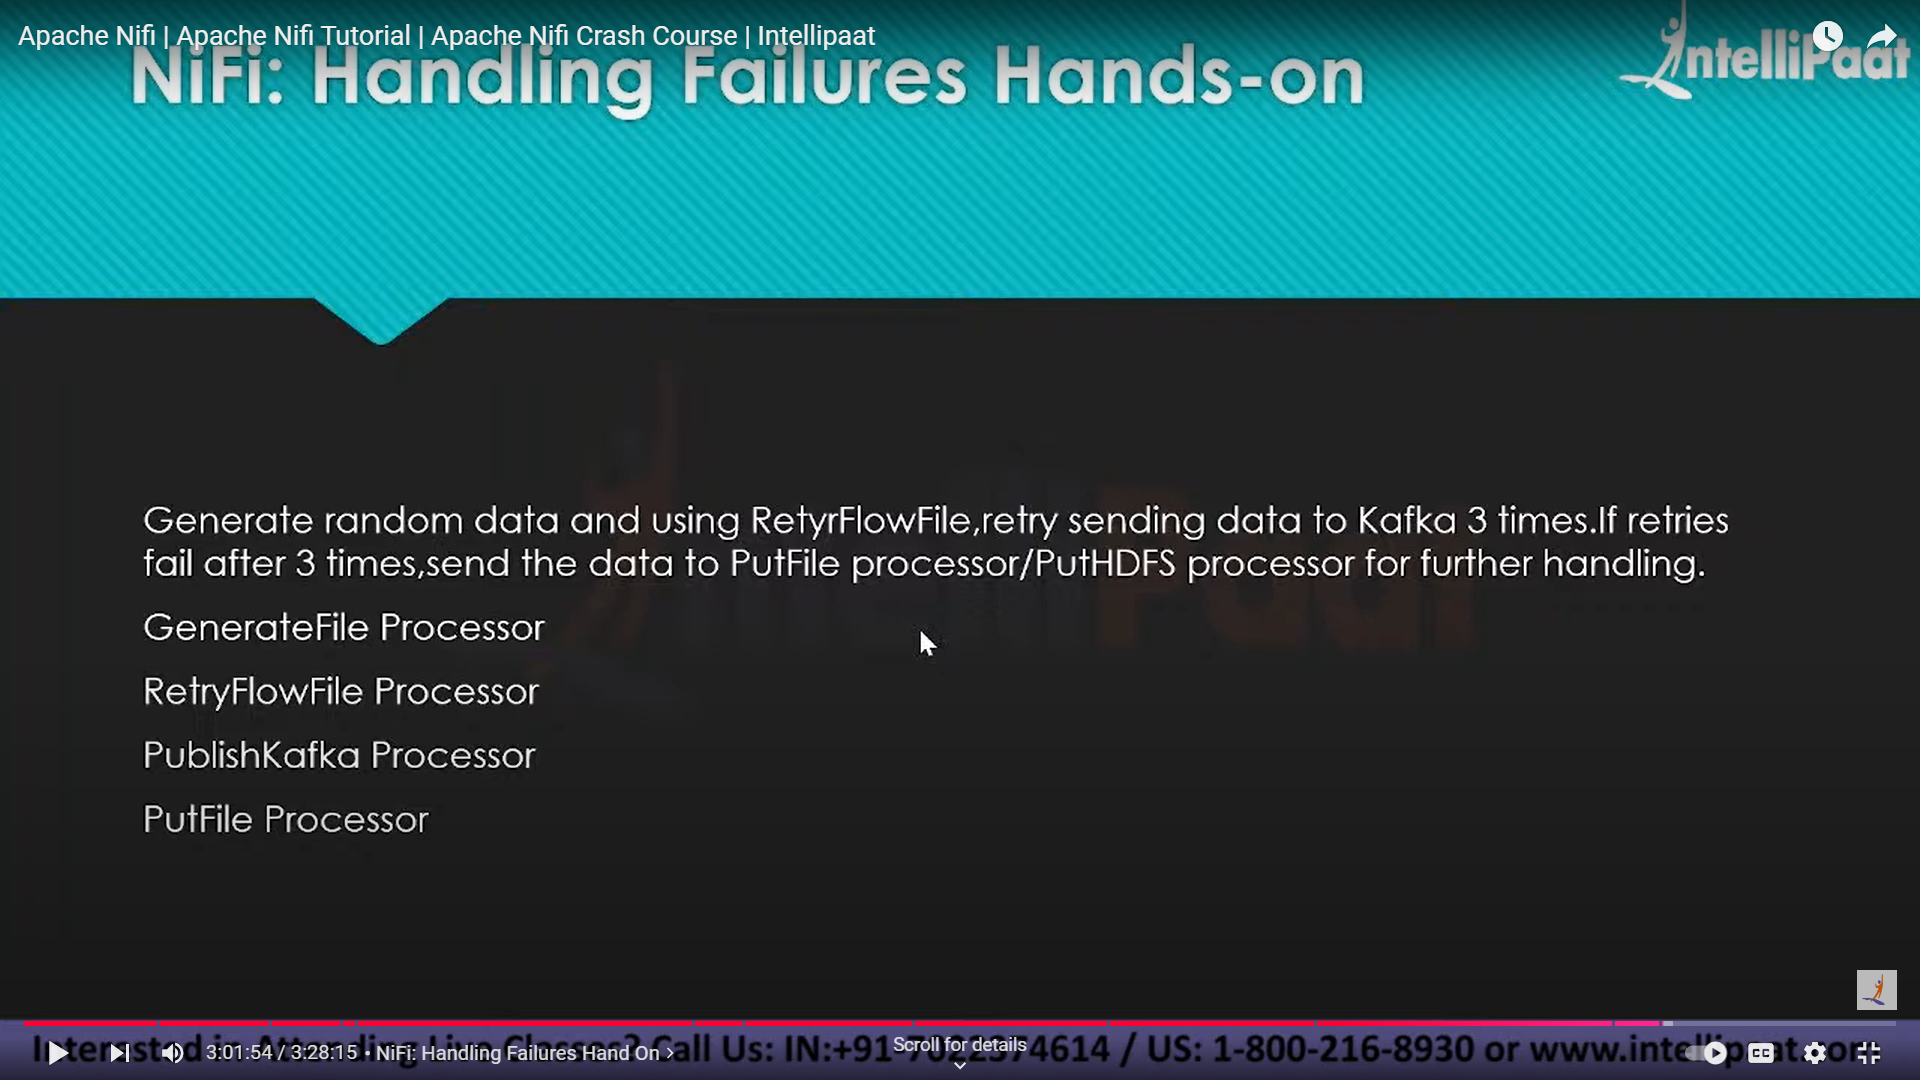 Apache Nifi | Apache Nifi Tutorial | Apache Nifi Crash Course | Intellipaat
NiFi: Handling Failures Hands-on
IntelliPaat
Generate random data and using RetyrFlowFile,retry sending data to Kafka 3 times.If retries
fail after 3 times,send the data to PutFile processor/PutHDFS processor for further handling.
GenerateFile Processor
RetryFlowFile Processor
PublishKafka Processor
PutFile Processor
Call Us: IN:+91- 4614 / US: 1-800-216-8930 or www.intellipaat.com
3:01:54 / 3:28:15 • NiFi: Handling Failures Hand On >
Scroll for details
CC